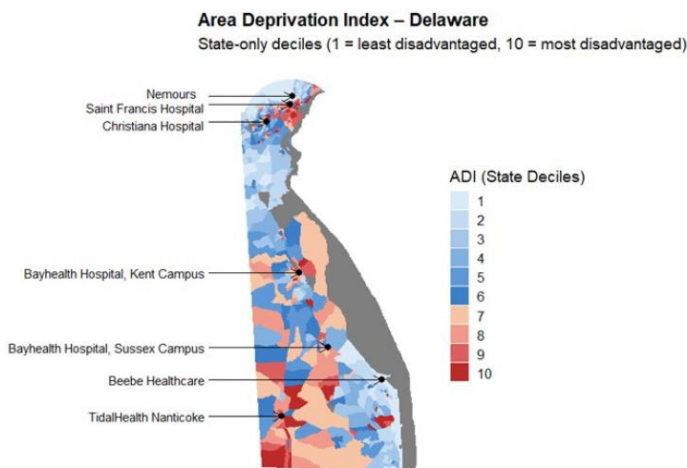 Area Deprivation Index – Delaware
State-only deciles (1 = least disadvantaged, 10 = most disadvantaged)
Nemours
Saint Francis Hospital
Christiana Hospital
ADI (State Deciles)
1
2
3
4
5
6
7
8
9
10
Bayhealth Hospital, Kent Campus
Bayhealth Hospital, Sussex Campus
Beebe Healthcare
TidalHealth Nanticoke